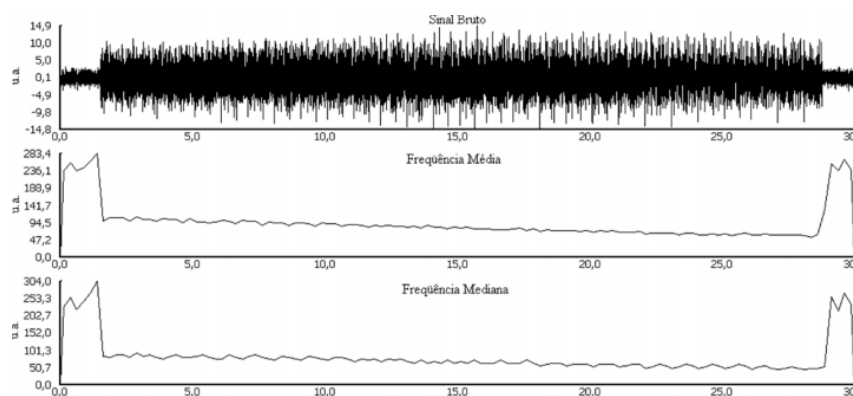 Sinal Bruto
14,9
10,0
5,0
0,1
-4,9
-9,8
-14,8
u.a.
0,0 5,0 10,0 15,0 20,0 25,0 30
Freqüência Média
283,4
236,1
188,9
141,7
94,5
47,2
0,0
u.a.
0,0 5,0 10,0 15,0 20,0 25,0 30
Freqüência Mediana
304,0
253,3
202,7
152,0
101,3
50,7
0,0
u.a.
0,0 5,0 10,0 15,0 20,0 25,0 30